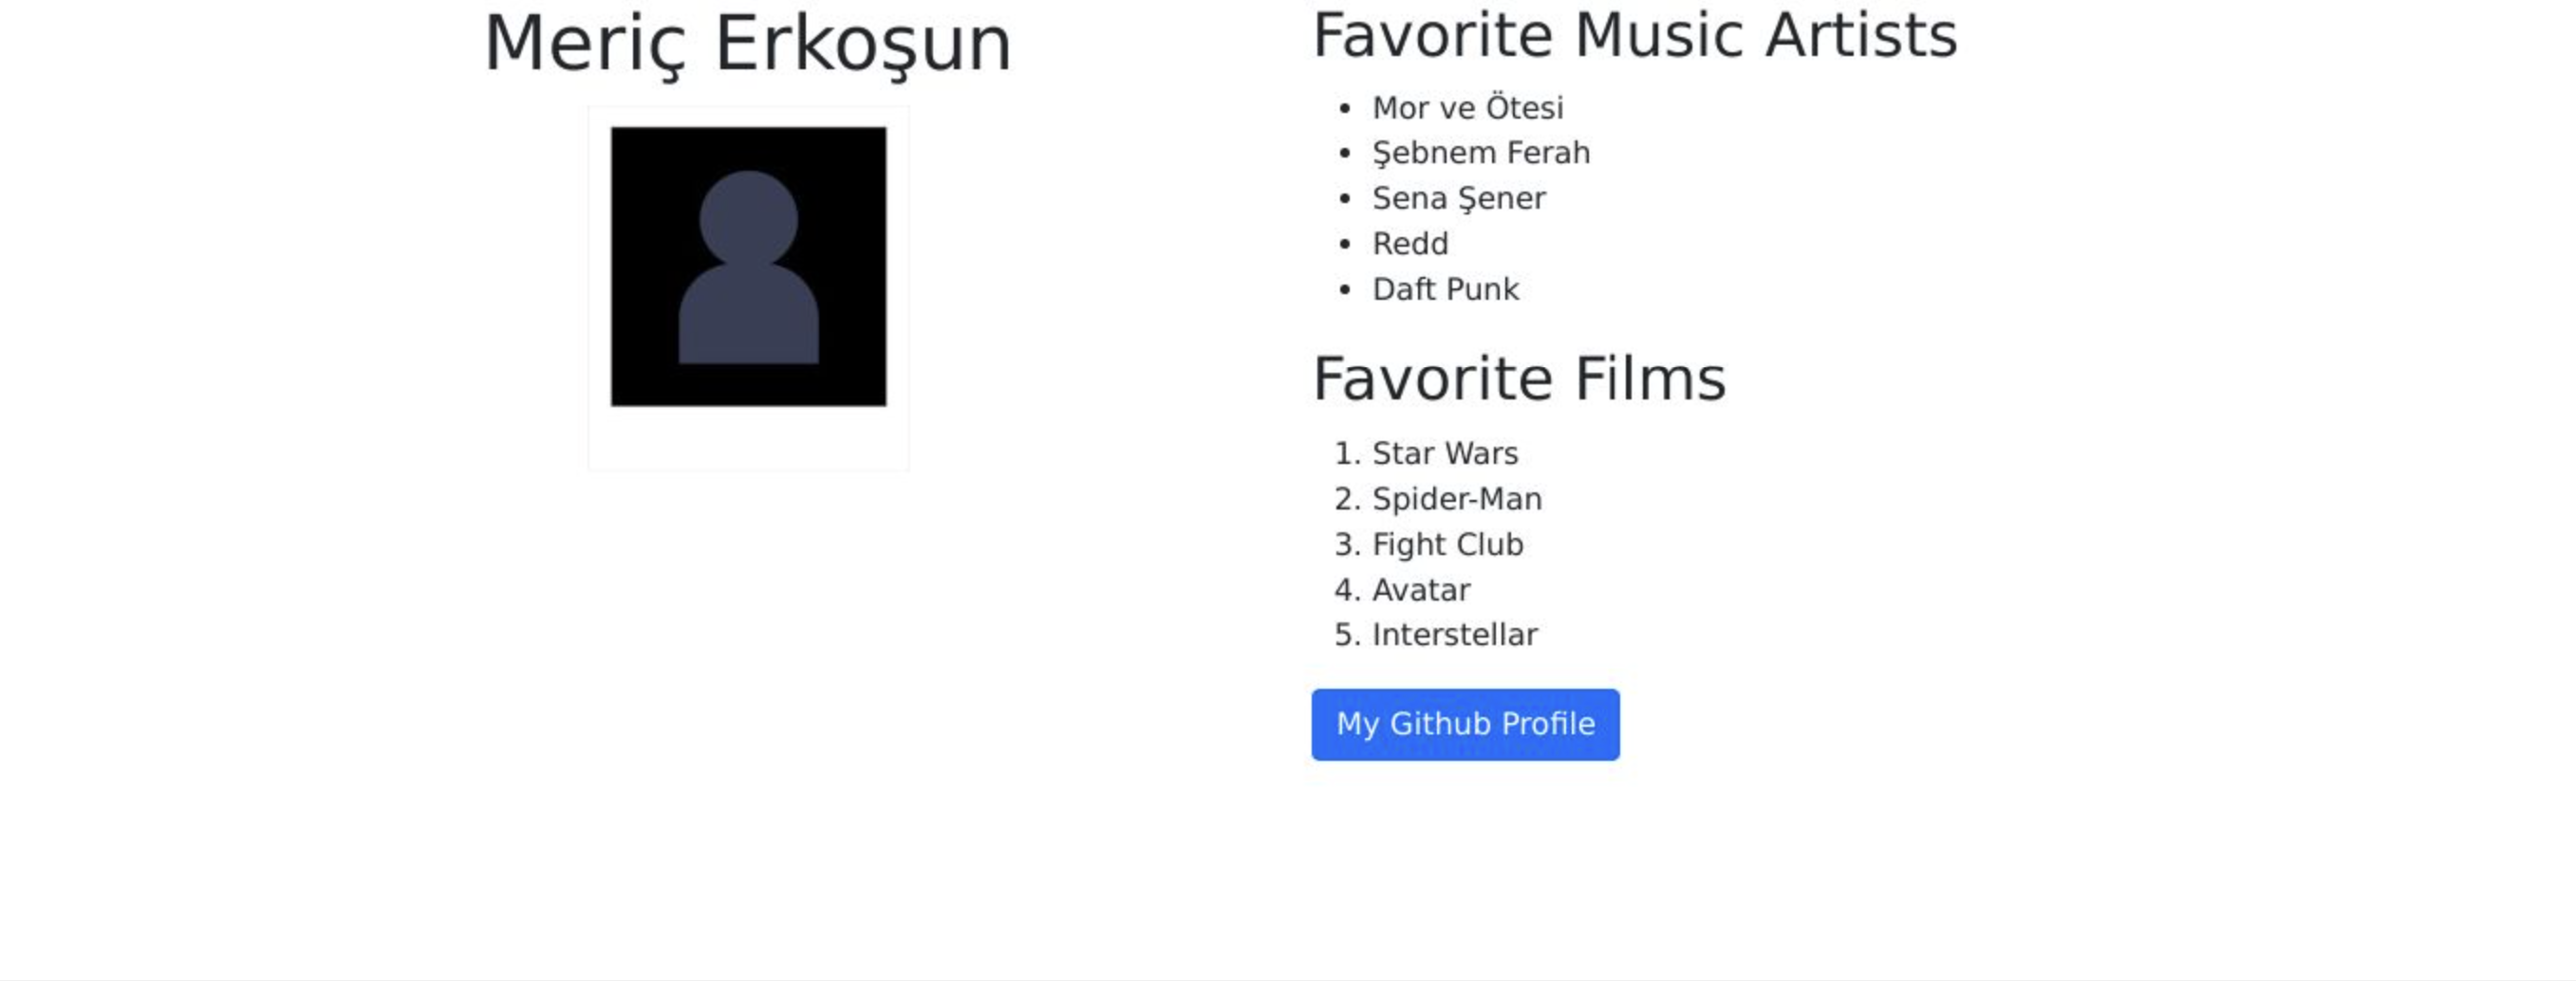 Meriç Erkoşun
Favorite Music Artists
• Mor ve Ötesi
• Şebnem Ferah
• Sena Şener
• Redd
• Daft Punk
Favorite Films
1. Star Wars
2. Spider-Man
3. Fight Club
4. Avatar
5. Interstellar
My Github Profile